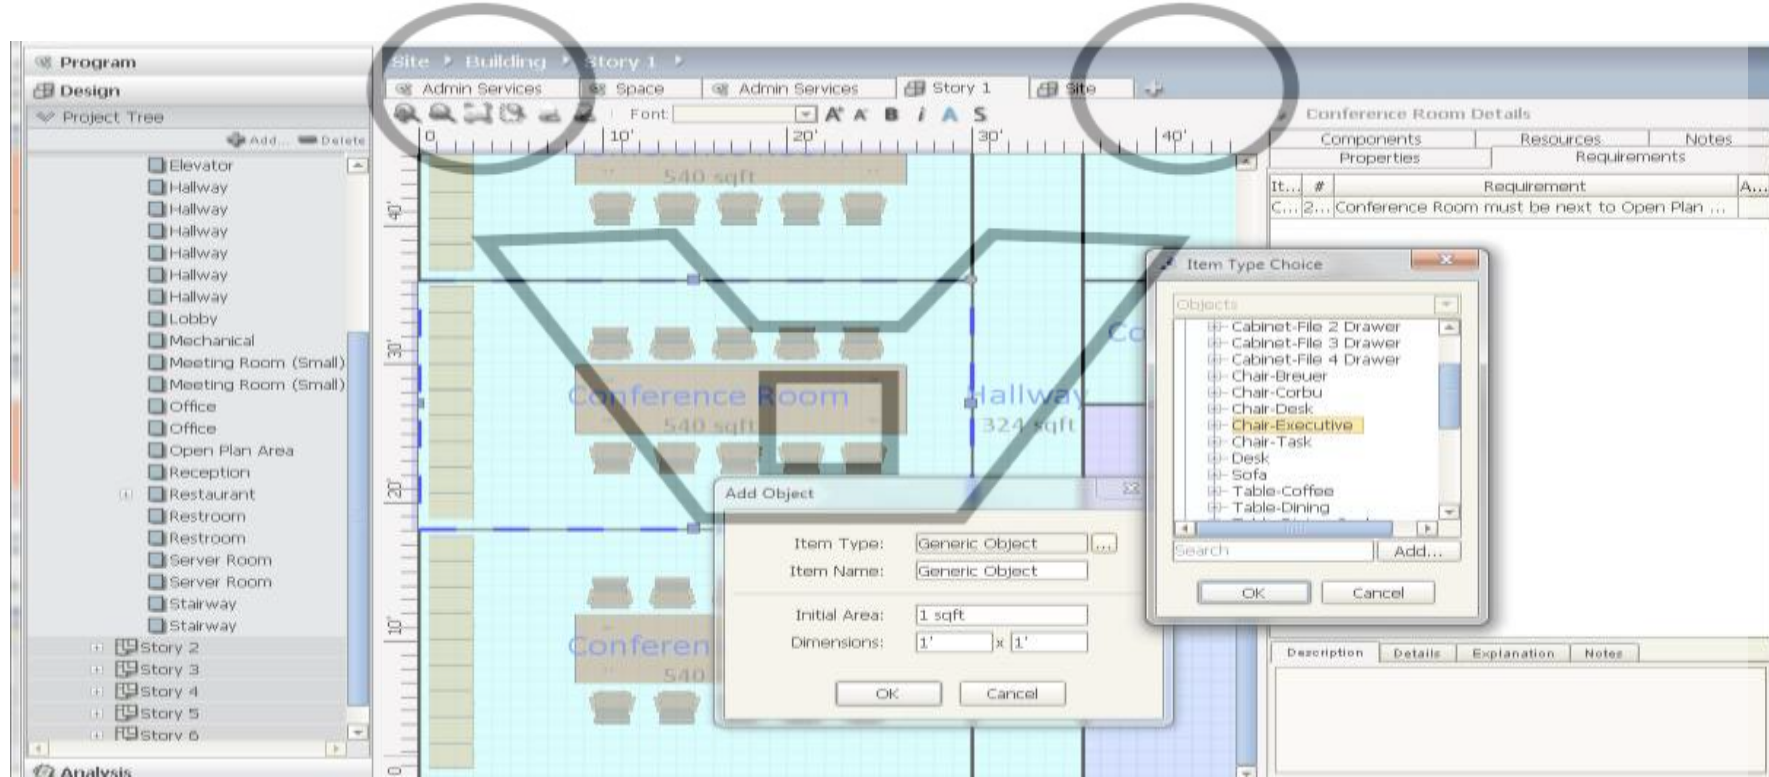 Program
Design
Project Tree
Add... Delete
Elevator
Hallway
Hallway
Hallway
Hallway
Hallway
Hallway
Lobby
Mechanical
Meeting Room (Small)
Meeting Room (Small)
Office
Office
Open Plan Area
Reception
Restaurant
Restroom
Restroom
Server Room
Server Room
Stairway
Stairway
Story 2
Story 3
Story 4
Story 5
Story 6
Analysis
Site Building Story 1
Admin Services Space Admin Services Story 1 Site
Font: A A B i A S
0 10' 20' 30' 40'
40'
30'
20'
10'
0
540 sqft
Conference Room
540 sqft
Hallway
324 sqft
Co
Conferen
540
Add Object
Item Type: Generic Object ...
Item Name: Generic Object
Initial Area: 1 sqft
Dimensions: 1' x 1'
OK Cancel
Conference Room Details
Components Resources Notes
Properties Requirements
It... # Requirement A...
C... 2... Conference Room must be next to Open Plan ...
Item Type Choice
Objects
Cabinet-File 2 Drawer
Cabinet-File 3 Drawer
Cabinet-File 4 Drawer
Chair-Breuer
Chair-Corbu
Chair-Desk
Chair-Executive
Chair-Task
Desk
Sofa
Table-Coffee
Table-Dining
Search Add...
OK Cancel
Description Details Explanation Notes